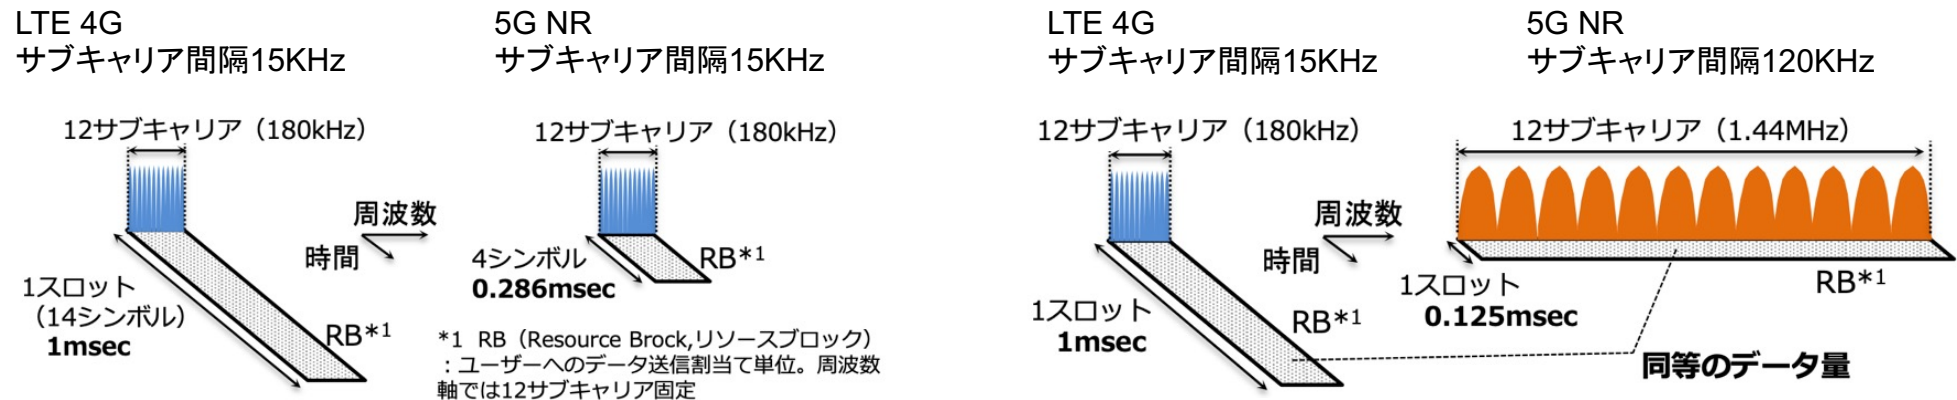 LTE 4G
サブキャリア間隔15KHz
12サブキャリア（180kHz）
1スロット
（14シンボル）
1msec
RB*1
周波数
時間
5G NR
サブキャリア間隔15KHz
12サブキャリア（180kHz）
4シンボル
0.286msec
RB*1
*1 RB（Resource Brock,リソースブロック）
：ユーザーへのデータ送信割当て単位。周波数
軸では12サブキャリア固定
LTE 4G
サブキャリア間隔15KHz
12サブキャリア（180kHz）
1スロット
1msec
RB*1
周波数
時間
5G NR
サブキャリア間隔120KHz
12サブキャリア（1.44MHz）
1スロット
0.125msec
RB*1
同等のデータ量